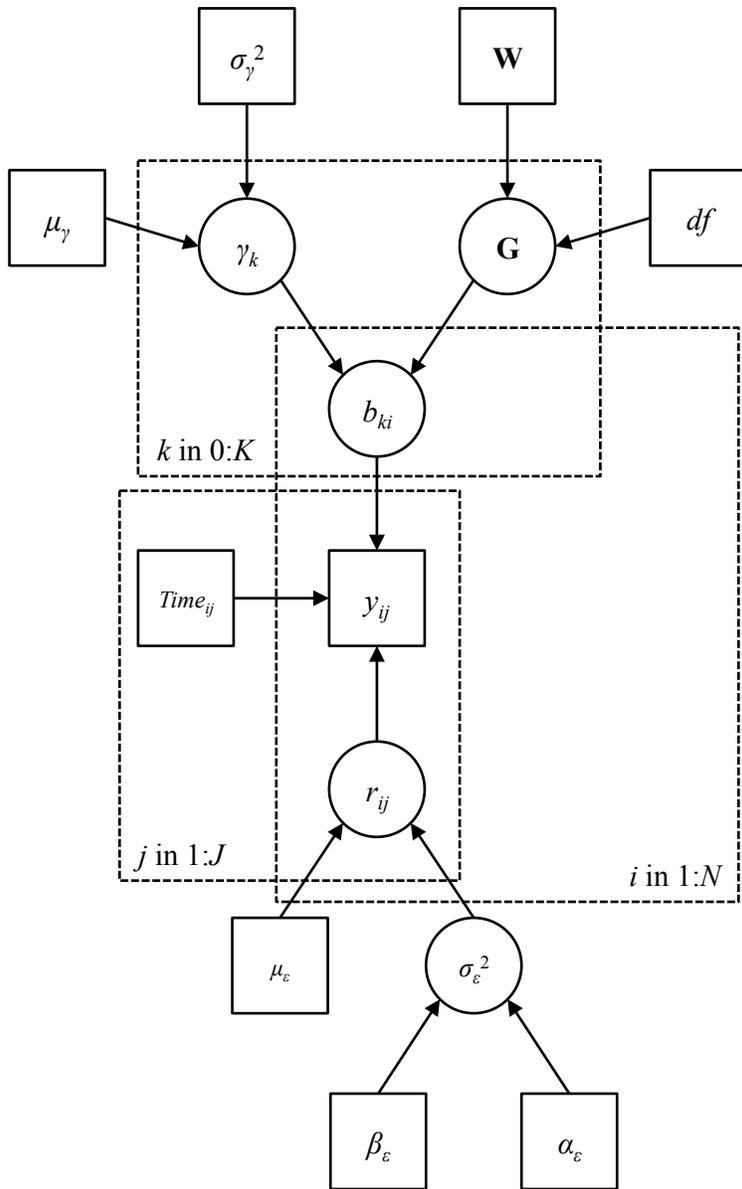 σγ²
W
μγ
γk
G
df
bki
k in 0:K
Timeij
yij
rij
j in 1:J
i in 1:N
με
σε²
βε
αε